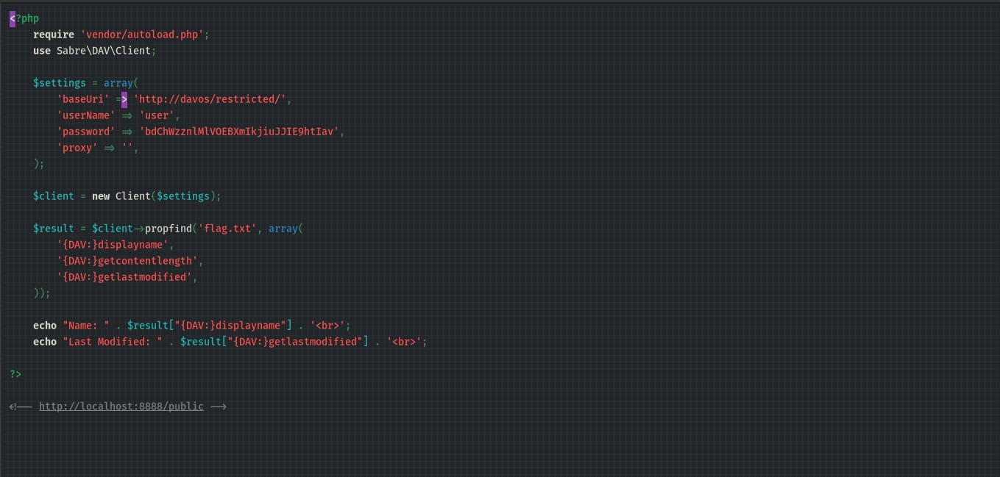 <?php
require 'vendor/autoload.php';
use Sabre\DAV\Client;
$settings = array(
'baseUri' => 'http://davos/restricted/',
'userName' => 'user',
'password' => 'bdChWzznlMlVOEBXmIkjiuJJIE9htIav',
'proxy' => '',
);
$client = new Client($settings);
$result = $client->propfind('flag.txt', array(
'{DAV:}displayname',
'{DAV:}getcontentlength',
'{DAV:}getlastmodified',
));
echo "Name: " . $result["{DAV:}displayname"] . '<br>';
echo "Last Modified: " . $result["{DAV:}getlastmodified"] . '<br>';
?>
<!-- http://localhost:8888/public -->